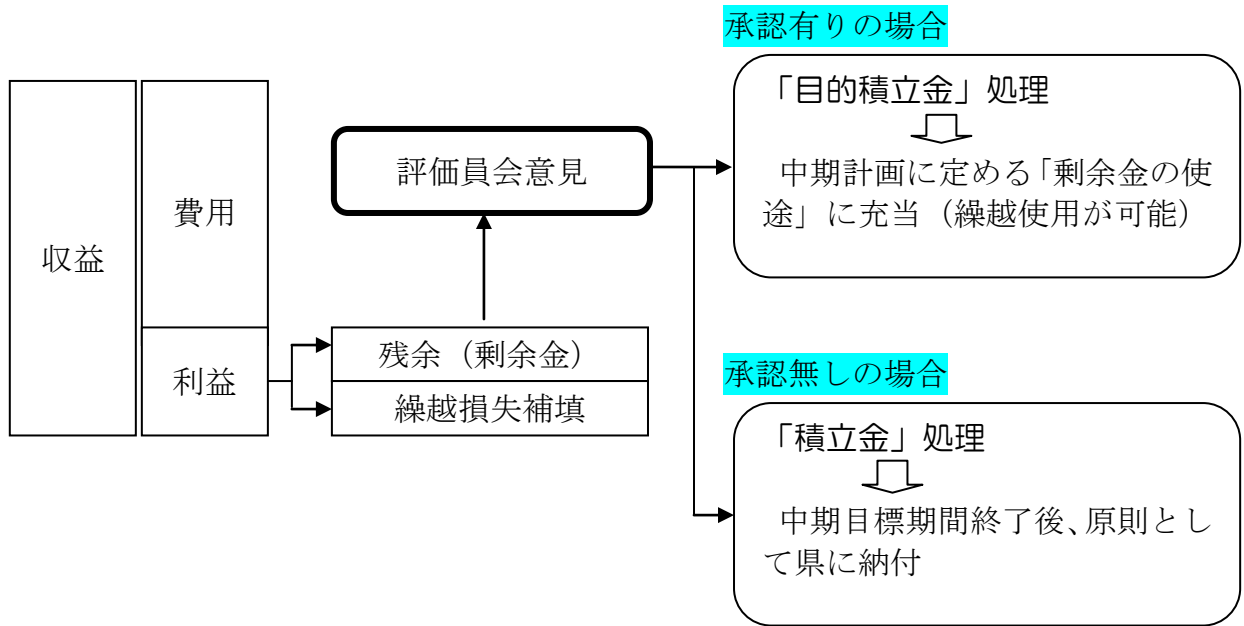 収益
費用
利益
残余（剰余金）
繰越損失補填
評価員会意見
承認有りの場合
「目的積立金」処理
中期計画に定める「剰余金の使
途」に充当（繰越使用が可能）
承認無しの場合
「積立金」処理
中期目標期間終了後、原則とし
て県に納付